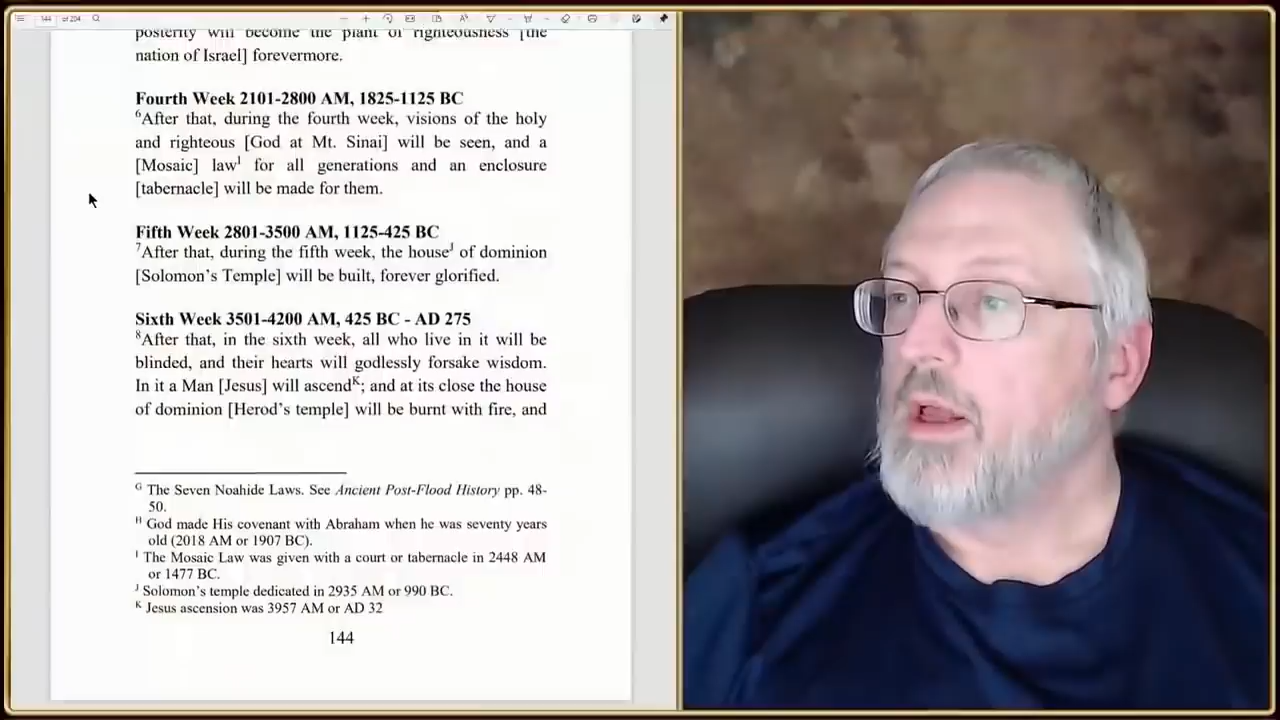 144 of 204
posterity will become the plant of righteousness [the
nation of Israel] forevermore.
Fourth Week 2101-2800 AM, 1825-1125 BC
6After that, during the fourth week, visions of the holy
and righteous [God at Mt. Sinai] will be seen, and a
[Mosaic] lawI for all generations and an enclosure
[tabernacle] will be made for them.
Fifth Week 2801-3500 AM, 1125-425 BC
7After that, during the fifth week, the houseJ of dominion
[Solomon's Temple] will be built, forever glorified.
Sixth Week 3501-4200 AM, 425 BC - AD 275
8After that, in the sixth week, all who live in it will be
blinded, and their hearts will godlessly forsake wisdom.
In it a Man [Jesus] will ascendK; and at its close the house
of dominion [Herod's temple] will be burnt with fire, and
G The Seven Noahide Laws. See Ancient Post-Flood History pp. 48-
50.
H God made His covenant with Abraham when he was seventy years
old (2018 AM or 1907 BC).
I The Mosaic Law was given with a court or tabernacle in 2448 AM
or 1477 BC.
J Solomon's temple dedicated in 2935 AM or 990 BC.
K Jesus ascension was 3957 AM or AD 32
144